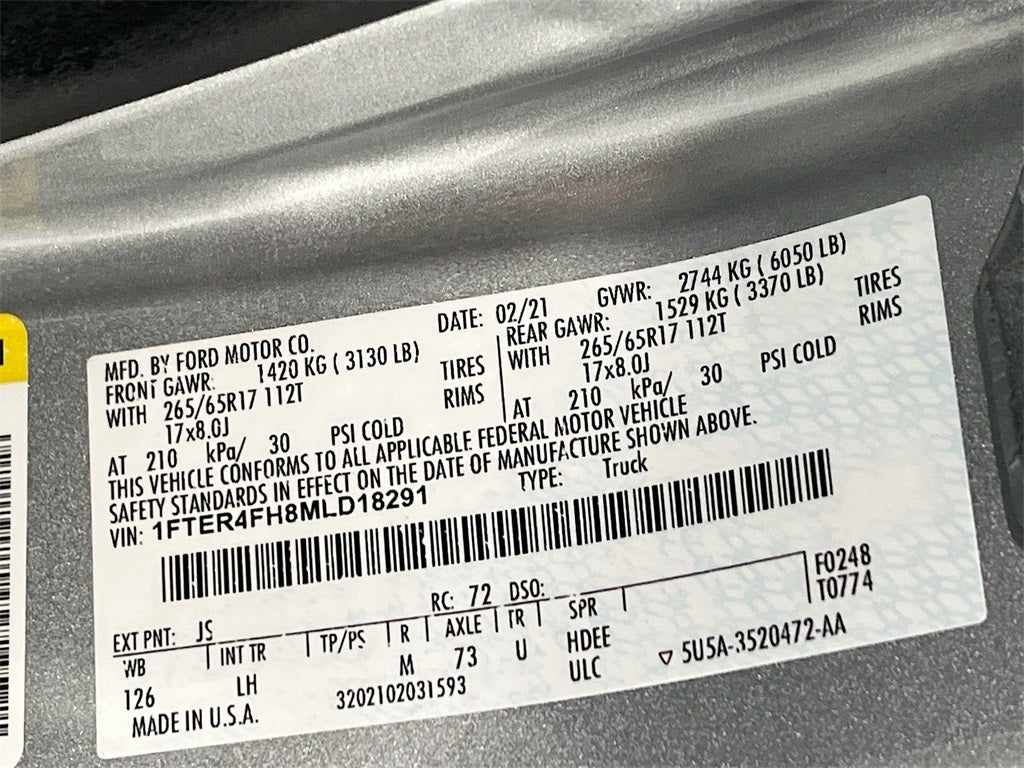 MFD. BY FORD MOTOR CO. DATE: 02/21 GVWR: 2744 KG ( 6050 LB)
FRONT GAWR: 1420 KG ( 3130 LB) REAR GAWR: 1529 KG ( 3370 LB)
WITH 265/65R17 112T TIRES WITH 265/65R17 112T TIRES
17x8.0J RIMS 17x8.0J RIMS
AT 210 kPa/ 30 PSI COLD AT 210 kPa/ 30 PSI COLD
THIS VEHICLE CONFORMS TO ALL APPLICABLE FEDERAL MOTOR VEHICLE
SAFETY STANDARDS IN EFFECT ON THE DATE OF MANUFACTURE SHOWN ABOVE.
VIN: 1FTER4FH8MLD18291 TYPE: Truck
F0248
EXT PNT: JS RC: 72 DSO: T0774
WB INT TR TP/PS R AXLE TR SPR
126 LH M 73 U HDEE
ULC ▽ 5U5A-3520472-AA
MADE IN U.S.A. 3202102031593